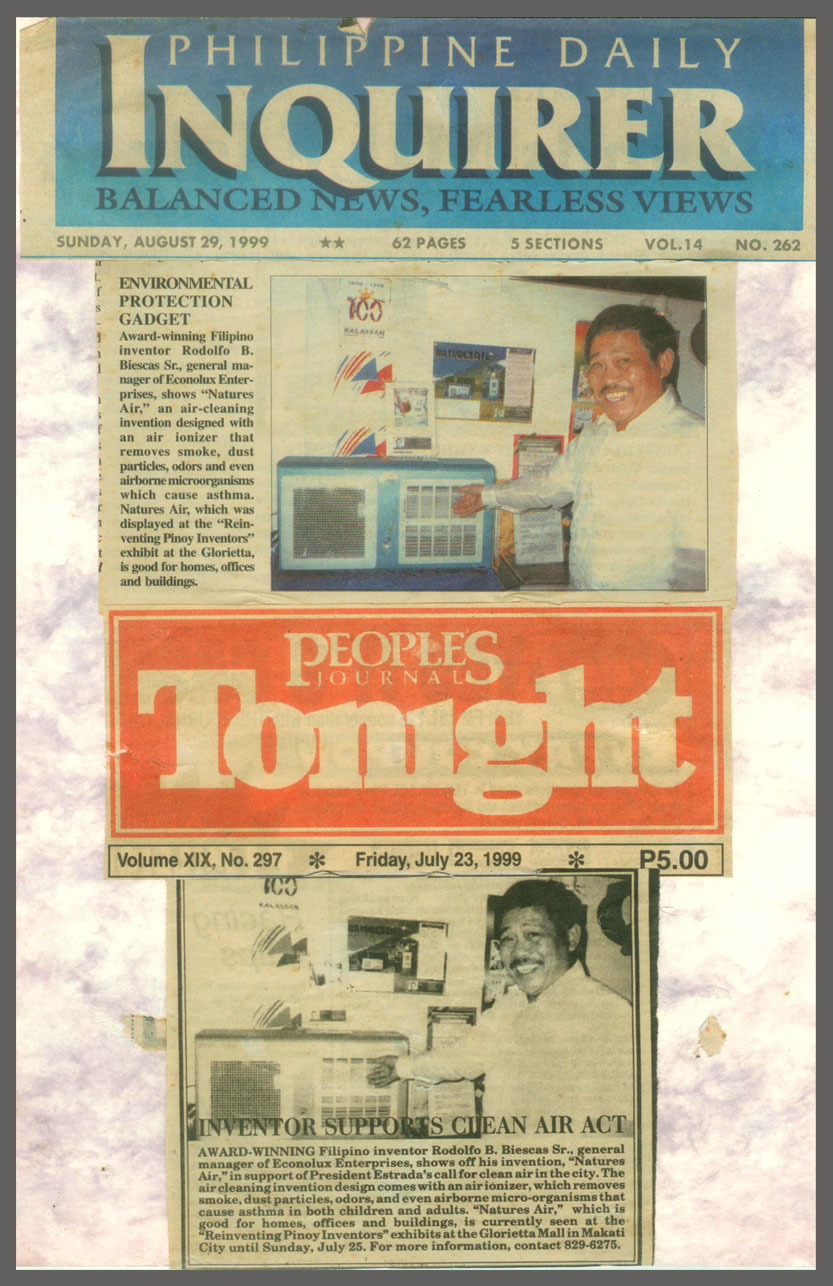 PHILIPPINE DAILY
INQUIRER
BALANCED NEWS, FEARLESS VIEWS
SUNDAY, AUGUST 29, 1999 ★★ 62 PAGES 5 SECTIONS VOL.14 NO. 262
ENVIRONMENTAL
PROTECTION
GADGET
Award-winning Filipino
inventor Rodolfo B.
Biescas Sr., general ma-
nager of Econolux Enter-
prises, shows “Natures
Air,” an air-cleaning
invention designed with
an air ionizer that
removes smoke, dust
particles, odors and even
airborne microorganisms
which cause asthma.
Natures Air, which was
displayed at the “Rein-
venting Pinoy Inventors”
exhibit at the Glorietta,
is good for homes, offices
and buildings.
100
KALAYAAN
NATURES AIR
PEOPLE'S
JOURNAL
Tonight
Volume XIX, No. 297 ✻ Friday, July 23, 1999 ✻ P5.00
100
KALAYAAN
INVENTOR SUPPORTS CLEAN AIR ACT
AWARD-WINNING Filipino inventor Rodolfo B. Biescas Sr., general
manager of Econolux Enterprises, shows off his invention, “Natures
Air,” in support of President Estrada's call for clean air in the city. The
air cleaning invention design comes with an air ionizer, which removes
smoke, dust particles, odors, and even airborne micro-organisms that
cause asthma in both children and adults. “Natures Air,” which is
good for homes, offices and buildings, is currently seen at the
“Reinventing Pinoy Inventors” exhibits at the Glorietta Mall in Makati
City until Sunday, July 25. For more information, contact 829-6275.